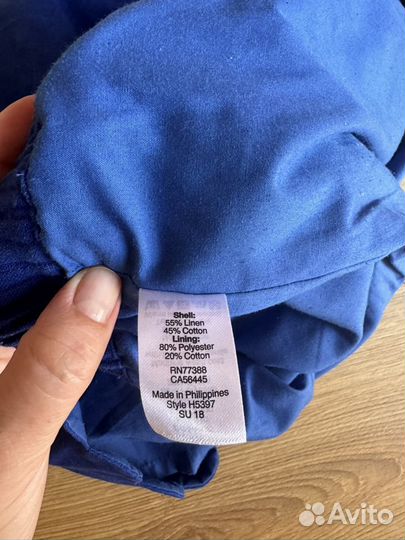 Shell:
55% Linen
45% Cotton
Lining:
80% Polyester
20% Cotton
RN77388
CA56445
Made in Philippines
Style H5397
SU 18
Avito